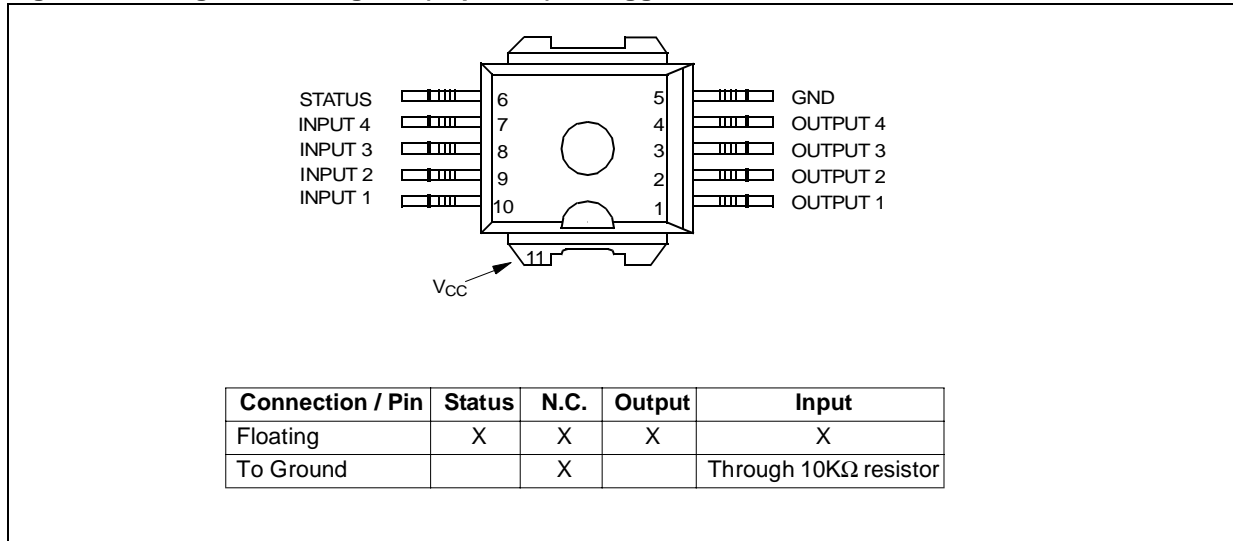 STATUS 6 5 GND
INPUT 4 7 4 OUTPUT 4
INPUT 3 8 3 OUTPUT 3
INPUT 2 9 2 OUTPUT 2
INPUT 1 10 1 OUTPUT 1
11
VCC
Connection / Pin Status N.C. Output Input
Floating X X X X
To Ground X Through 10KΩ resistor